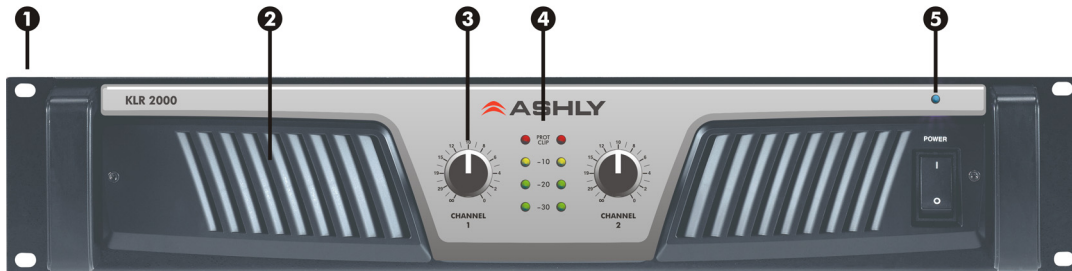 1 2 3 4 5
KLR 2000
ASHLY
PROT
CLIP
-10
-20
-30
CHANNEL
1
CHANNEL
2
POWER
I
O